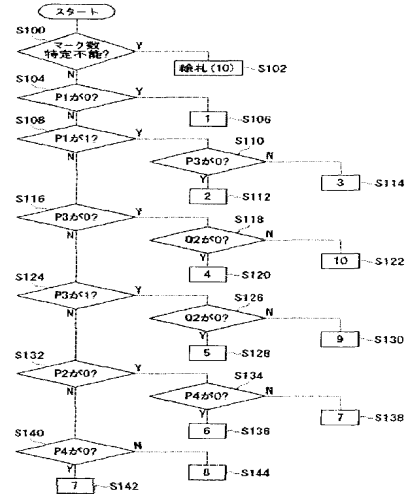 スタート
S100
マーク数
特定不能?
Y
N
絵札(10)
S102
S104
P1が0?
Y
N
1
S106
S108
P1が1?
Y
N
S110
P3が0?
N
Y
3
S114
2
S112
S116
P3が0?
Y
N
S118
Q2が0?
N
Y
10
S122
4
S120
S124
P3が1?
Y
N
S126
Q2が0?
N
Y
9
S130
5
S128
S132
P2が0?
Y
N
S134
P4が0?
N
Y
7
S138
6
S136
S140
P4が0?
N
Y
8
S144
7
S142